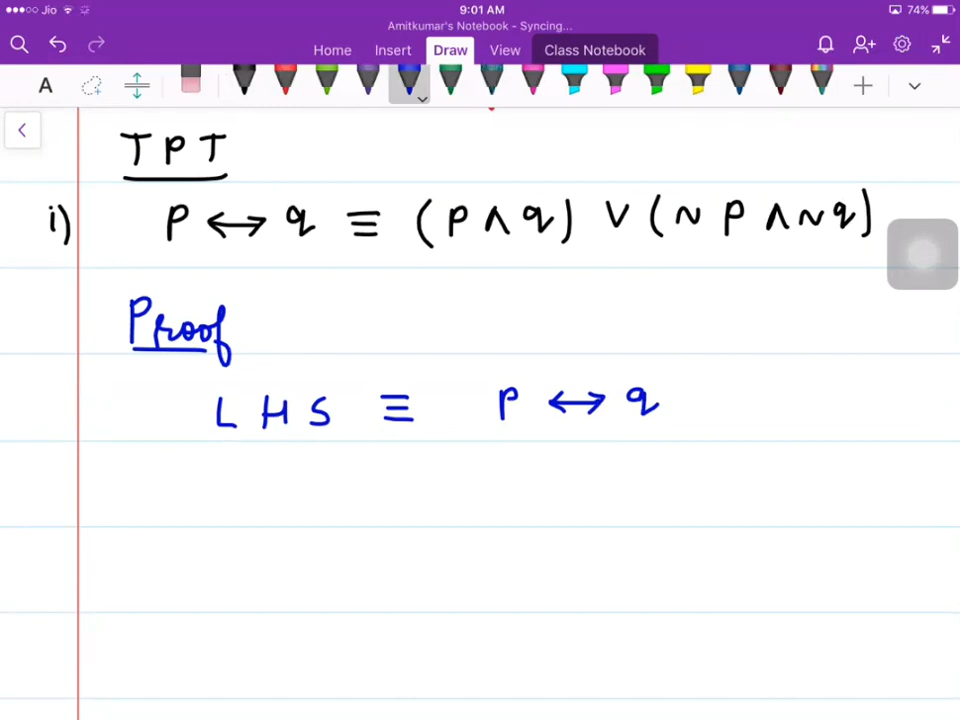 Jio 9:01 AM 74%
Amitkumar's Notebook - Syncing...
Home Insert Draw View Class Notebook
A
TPT
i) P ↔ q ≡ (P ∧ q) ∨ (~ P ∧ ~ q)
Proof
LHS ≡ P ↔ q